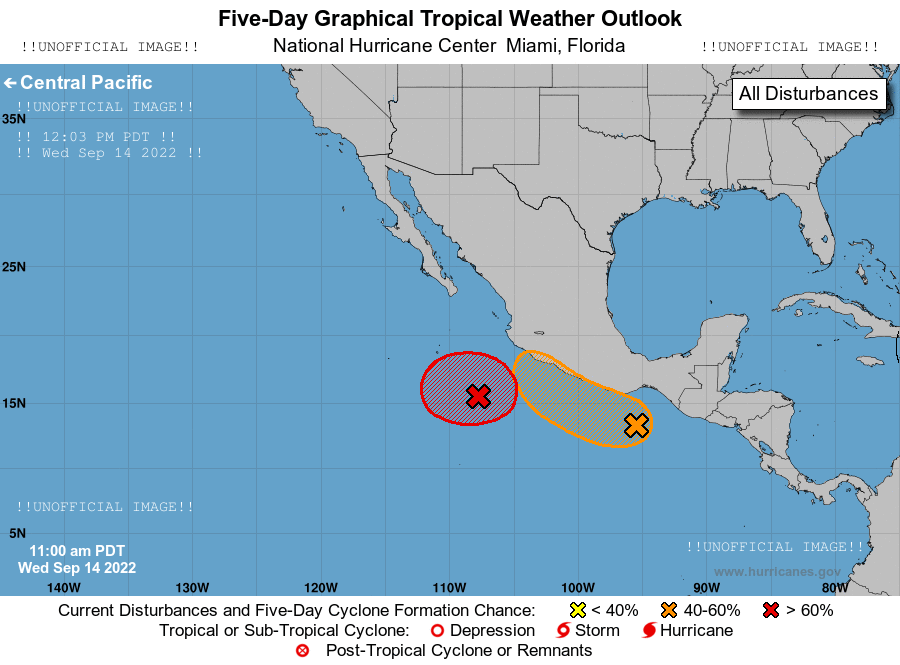 Five-Day Graphical Tropical Weather Outlook
!!UNOFFICIAL IMAGE!! National Hurricane Center Miami, Florida !!UNOFFICIAL IMAGE!!
← Central Pacific
All Disturbances
!!UNOFFICIAL IMAGE!!
35N
!! 12:03 PM PDT !!
!! Wed Sep 14 2022 !!
25N
15N
!!UNOFFICIAL IMAGE!!
5N
11:00 am PDT
Wed Sep 14 2022
!!UNOFFICIAL IMAGE!!
www.hurricanes.gov
140W 130W 120W 110W 100W 90W 80W
Current Disturbances and Five-Day Cyclone Formation Chance: < 40% 40-60% > 60%
Tropical or Sub-Tropical Cyclone: Depression Storm Hurricane
Post-Tropical Cyclone or Remnants